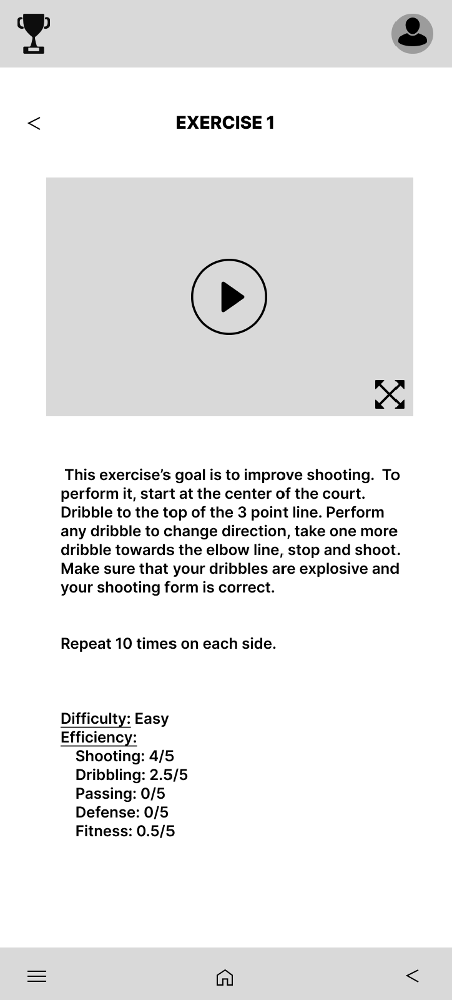 EXERCISE 1
This exercise’s goal is to improve shooting.  To
perform it, start at the center of the court.
Dribble to the top of the 3 point line. Perform
any dribble to change direction, take one more
dribble towards the elbow line, stop and shoot.
Make sure that your dribbles are explosive and
your shooting form is correct.
Repeat 10 times on each side.
Difficulty: Easy
Efficiency:
Shooting: 4/5
Dribbling: 2.5/5
Passing: 0/5
Defense: 0/5
Fitness: 0.5/5